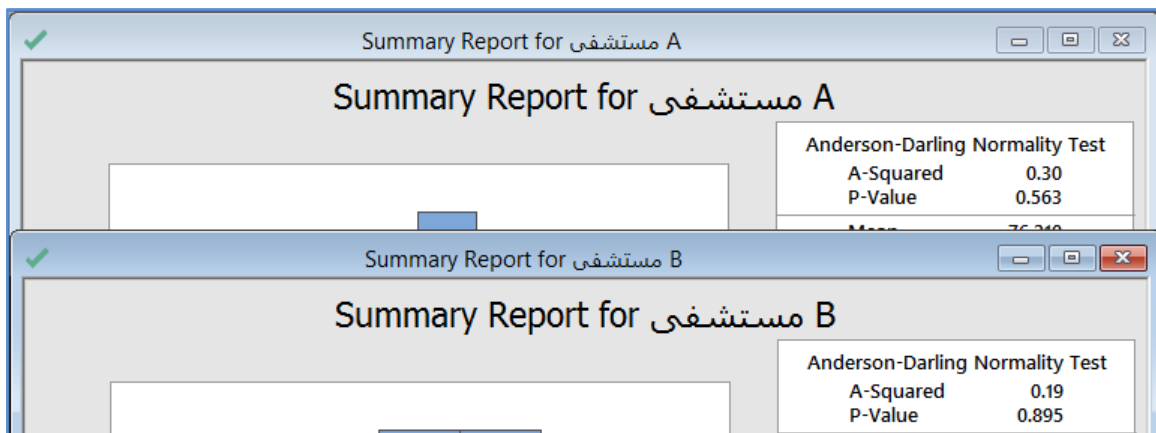 Summary Report for مستشفى A
Summary Report for مستشفى A
Anderson-Darling Normality Test
A-Squared 0.30
P-Value 0.563
Mean
Summary Report for مستشفى B
Summary Report for مستشفى B
Anderson-Darling Normality Test
A-Squared 0.19
P-Value 0.895